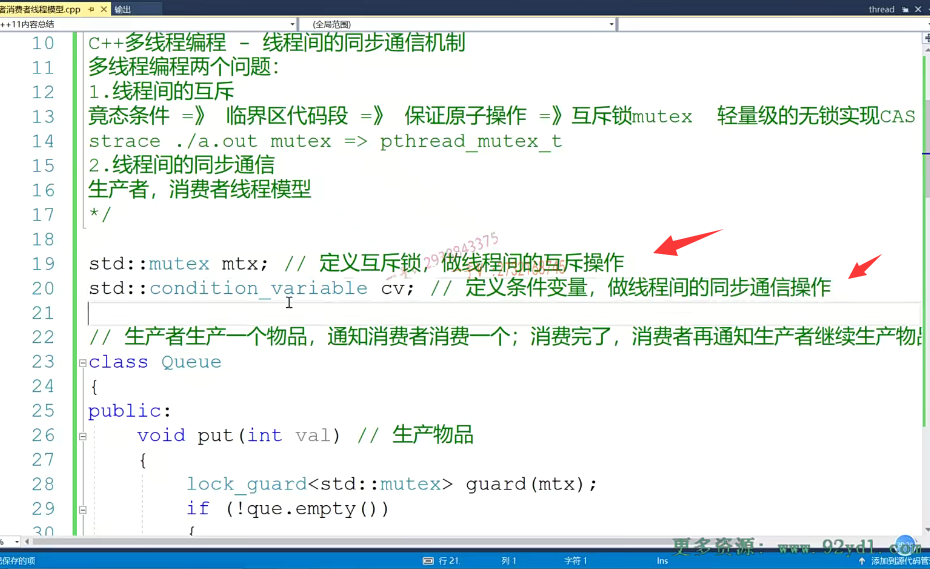 者消费者线程模型.cpp 输出 thread
++11内容总结 (全局范围)
10 C++多线程编程 - 线程间的同步通信机制
11 多线程编程两个问题:
12 1.线程间的互斥
13 竟态条件 =》 临界区代码段 =》 保证原子操作 =》互斥锁mutex 轻量级的无锁实现CAS
14 strace ./a.out mutex => pthread_mutex_t
15 2.线程间的同步通信
16 生产者，消费者线程模型
17 */
18
19 std::mutex mtx; // 定义互斥锁，做线程间的互斥操作
20 std::condition_variable cv; // 定义条件变量，做线程间的同步通信操作
21
22 // 生产者生产一个物品，通知消费者消费一个；消费完了，消费者再通知生产者继续生产物品
23 class Queue
24 {
25 public:
26 void put(int val) // 生产物品
27 {
28 lock_guard<std::mutex> guard(mtx);
29 if (!que.empty())
30 {
更多资源：www.92yd1.com
已保存的项 行 21 列 1 字符 1 Ins 添加到源代码管